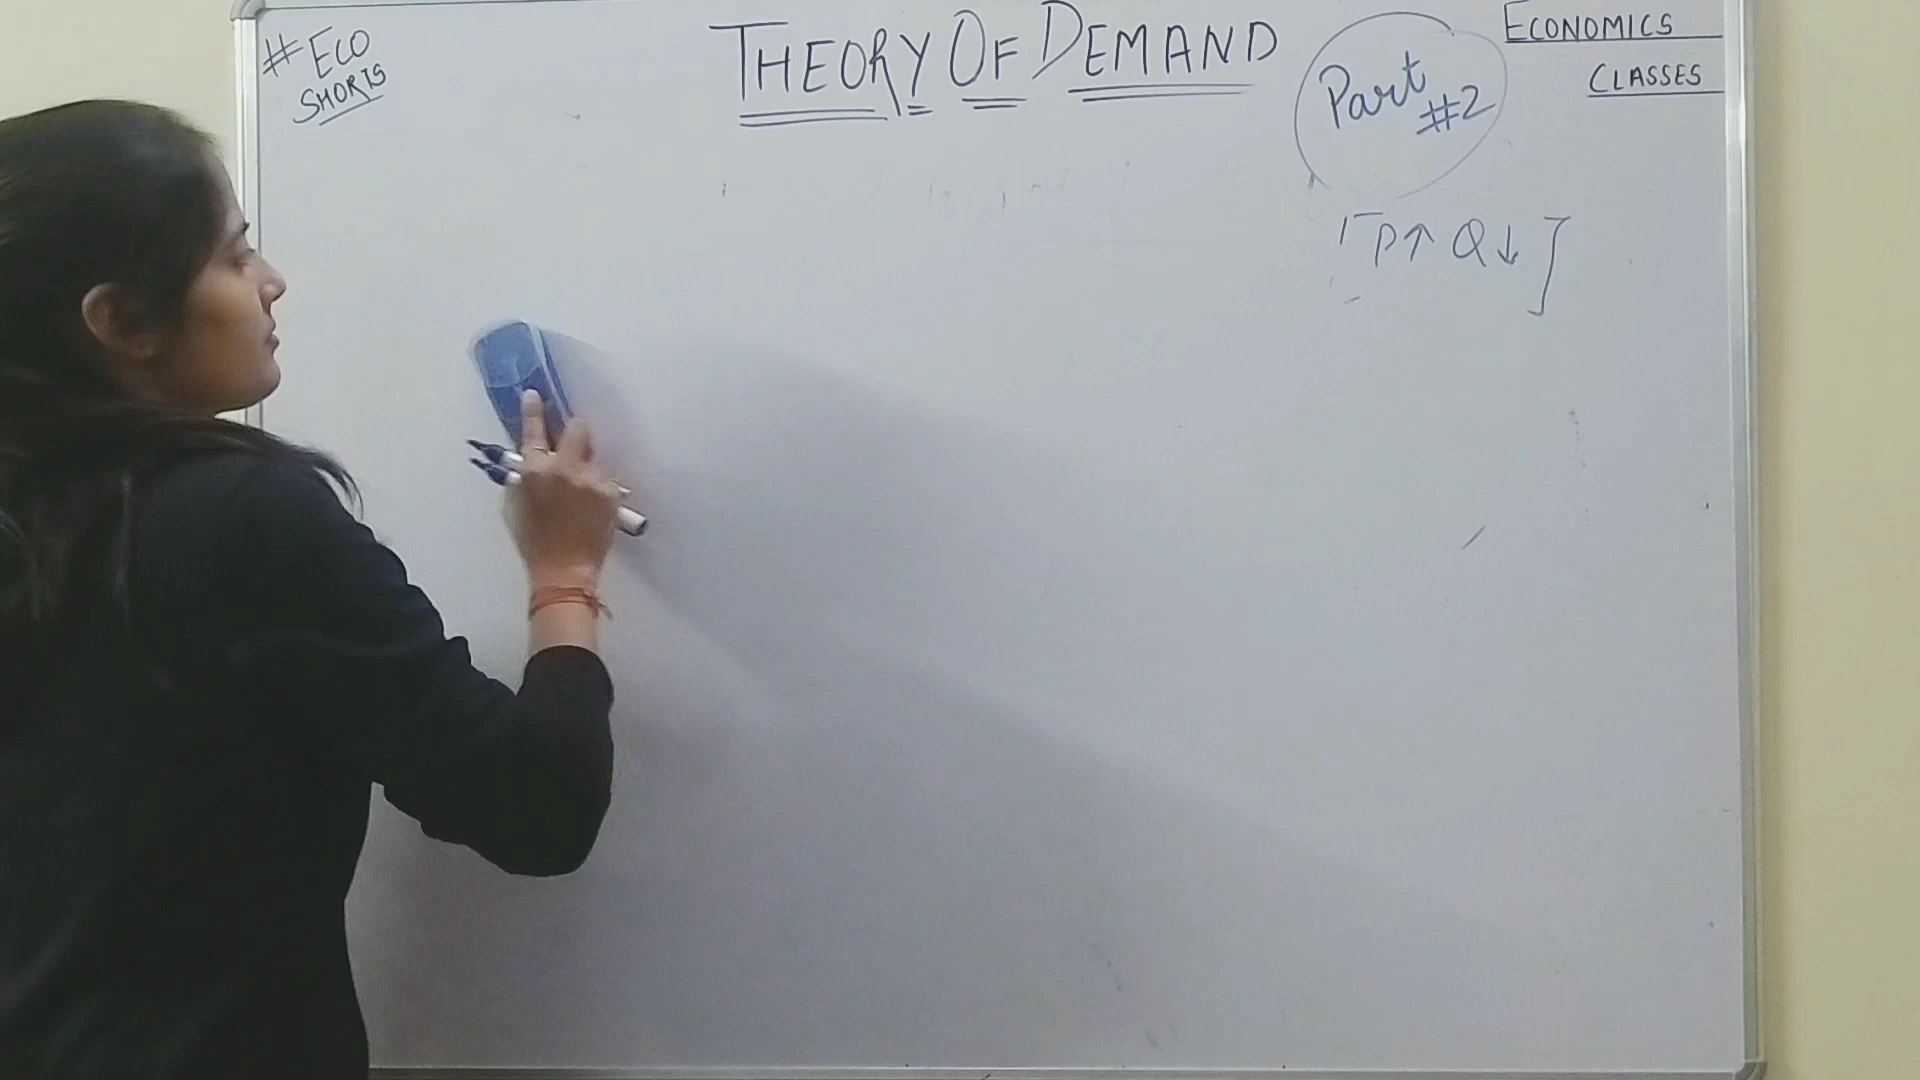 # ECO
SHORTS
THEORY OF DEMAND
Part
#2
ECONOMICS
CLASSES
[P↑ Q↓]